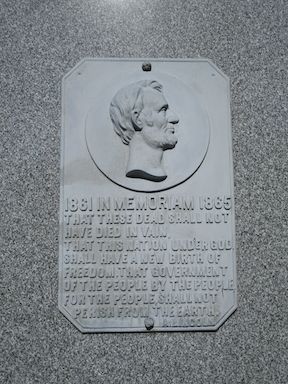 1861 IN MEMORIAM 1865
THAT THESE DEAD SHALL NOT
HAVE DIED IN VAIN.
THAT THIS NATION UNDER GOD
SHALL HAVE A NEW BIRTH OF
FREEDOM. THAT GOVERNMENT
OF THE PEOPLE BY THE PEOPLE
FOR THE PEOPLE, SHALL NOT
PERISH FROM THE EARTH.
A. LINCOLN